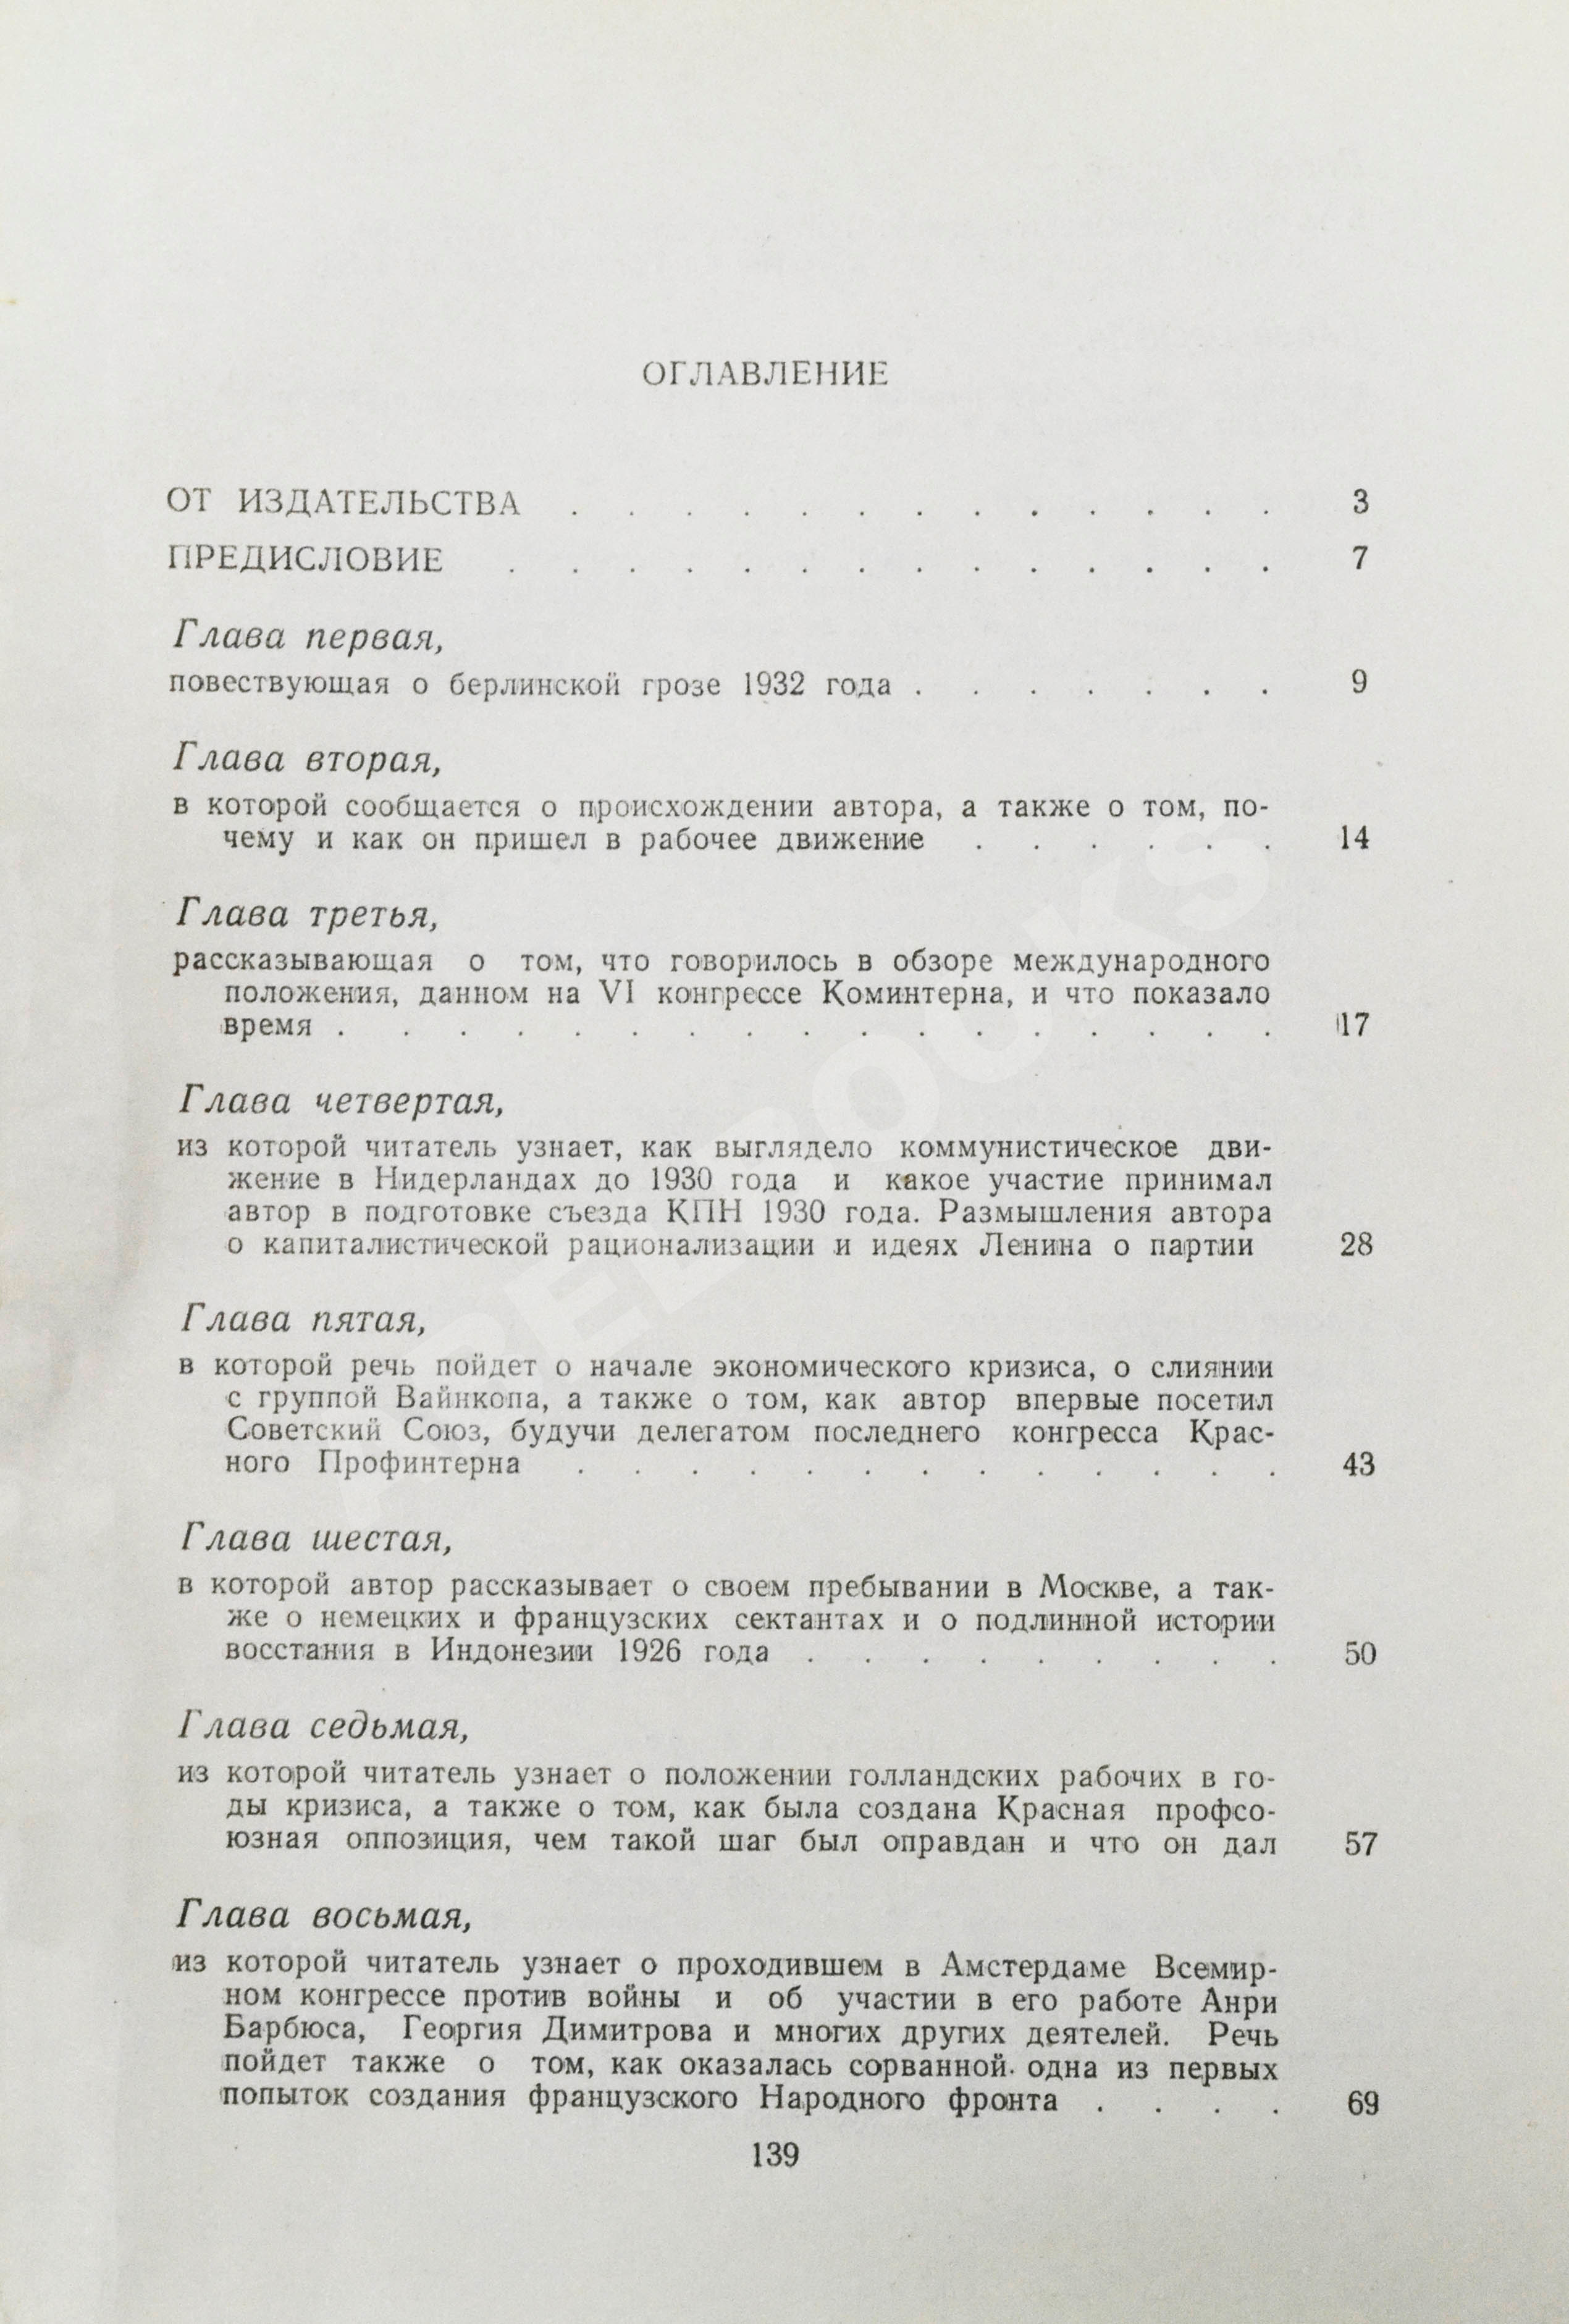 ОГЛАВЛЕНИЕ
ОТ ИЗДАТЕЛЬСТВА . . . . . . . . . . . . . 3
ПРЕДИСЛОВИЕ . . . . . . . . . . . . . . 7
Глава первая,
повествующая о берлинской грозе 1932 года . . . . . . . 9
Глава вторая,
в которой сообщается о происхождении автора, а также о том, по-
чему и как он пришел в рабочее движение . . . . . . 14
Глава третья,
рассказывающая о том, что говорилось в обзоре международного
положения, данном на VI конгрессе Коминтерна, и что показало
время . . . . . . . . . . . . . . . . . 17
Глава четвертая,
из которой читатель узнает, как выглядело коммунистическое дви-
жение в Нидерландах до 1930 года и какое участие принимал
автор в подготовке съезда КПН 1930 года. Размышления автора
о капиталистической рационализации и идеях Ленина о партии 28
Глава пятая,
в которой речь пойдет о начале экономического кризиса, о слиянии
с группой Вайнкопа, а также о том, как автор впервые посетил
Советский Союз, будучи делегатом последнего конгресса Крас-
ного Профинтерна . . . . . . . . . . . . . 43
Глава шестая,
в которой автор рассказывает о своем пребывании в Москве, а так-
же о немецких и французских сектантах и о подлинной истории
восстания в Индонезии 1926 года . . . . . . . . . 50
Глава седьмая,
из которой читатель узнает о положении голландских рабочих в го-
ды кризиса, а также о том, как была создана Красная профсо-
юзная оппозиция, чем такой шаг был оправдан и что он дал 57
Глава восьмая,
из которой читатель узнает о проходившем в Амстердаме Всемир-
ном конгрессе против войны и об участии в его работе Анри
Барбюса, Георгия Димитрова и многих других деятелей. Речь
пойдет также о том, как оказалась сорванной одна из первых
попыток создания французского Народного фронта . . . . 69
139